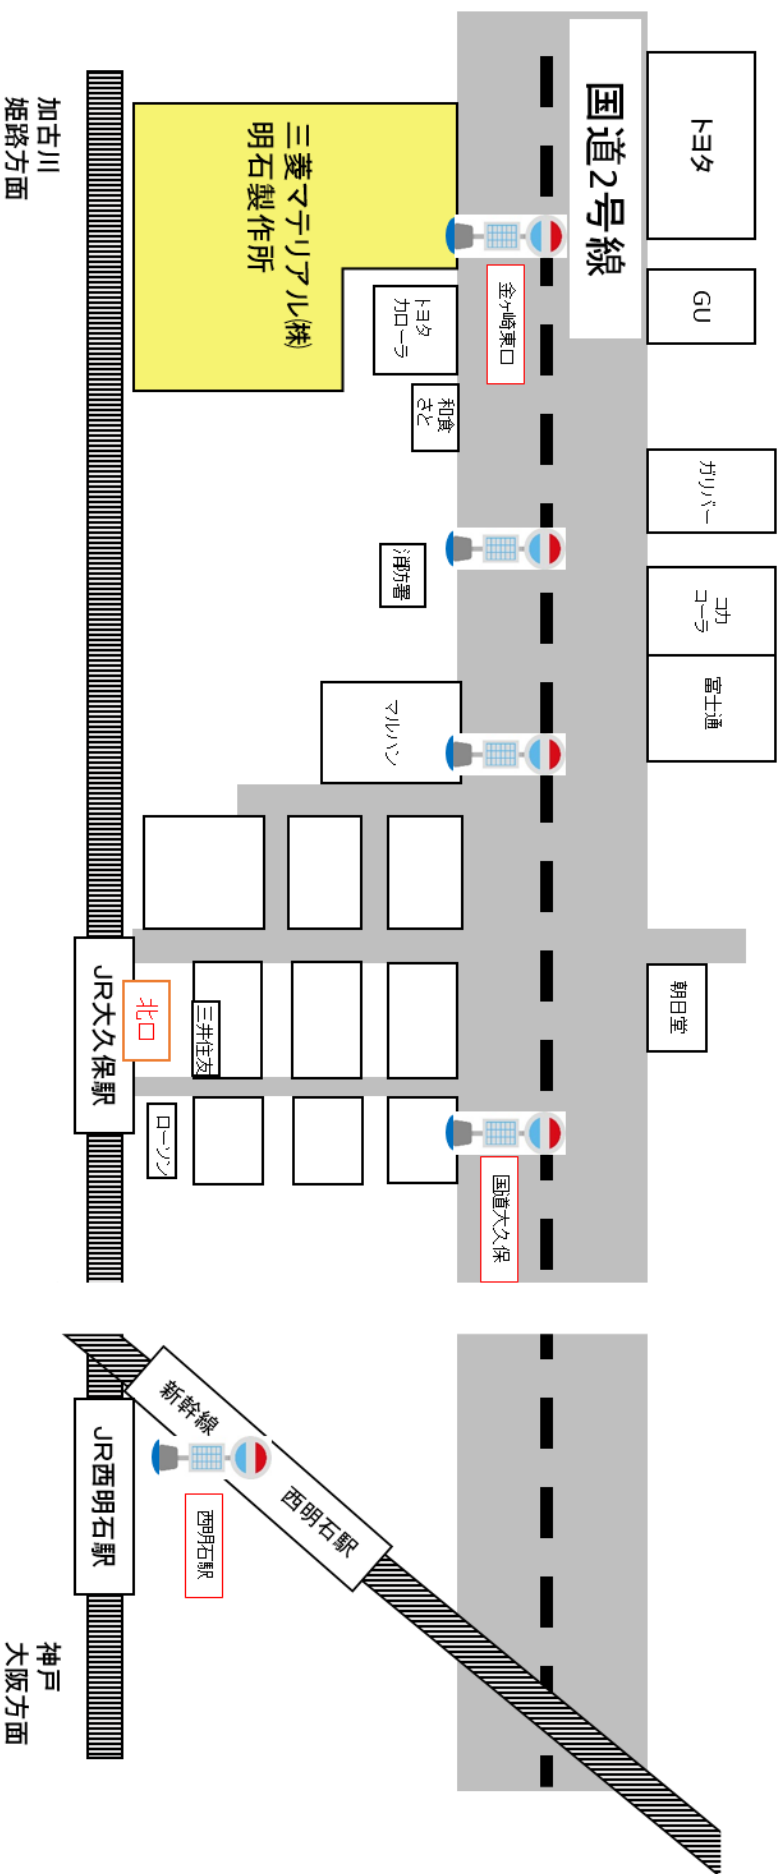 トヨタ
GU
ガリバー
コカ
コーラ
富士通
朝日堂
国道2号線
金ヶ崎東口
国道大久保
トヨタ
カローラ
和食
さと
消防署
マルハン
三菱マテリアル㈱
明石製作所
三井住友
北口
ローソン
JR大久保駅
新幹線
西明石駅
西明石駅
JR西明石駅
加古川
姫路方面
神戸
大阪方面